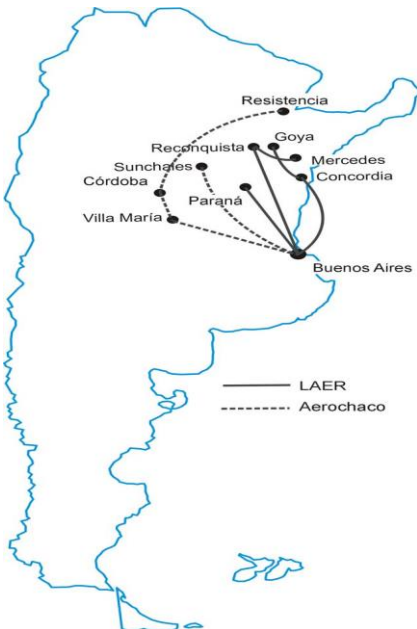 Resistencia
Reconquista
Goya
Sunchales
Mercedes
Córdoba
Concordia
Paraná
Villa María
Buenos Aires
LAER
Aerochaco